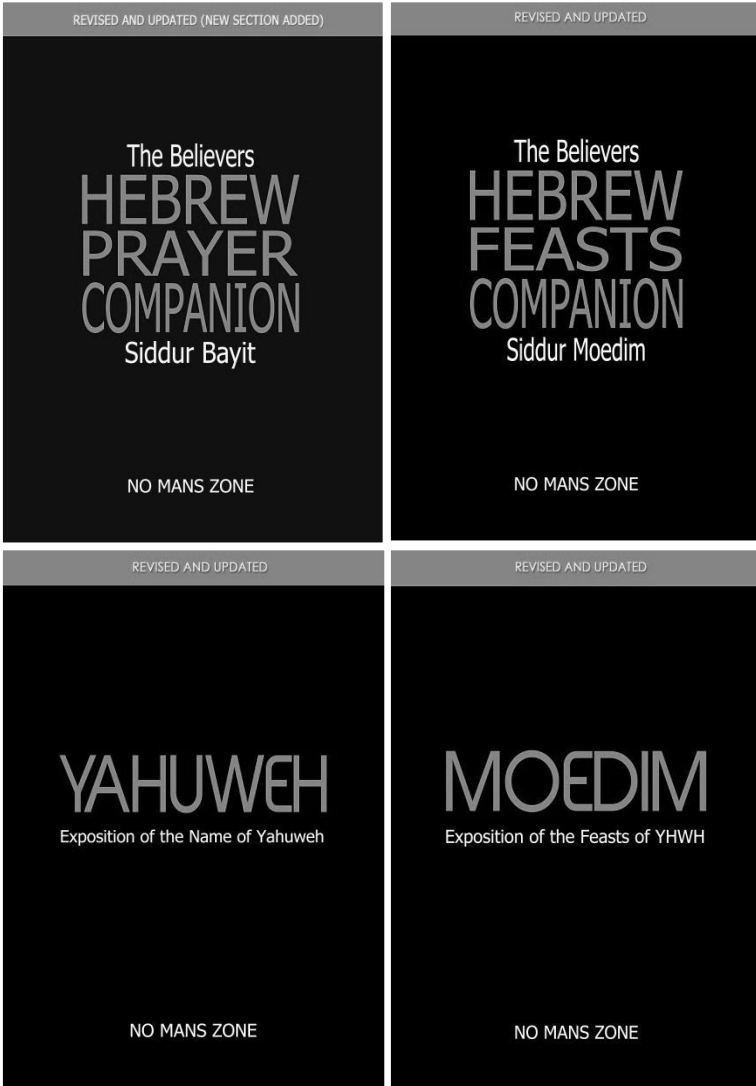 REVISED AND UPDATED (NEW SECTION ADDED)
The Believers
HEBREW
PRAYER
COMPANION
Siddur Bayit
NO MANS ZONE
REVISED AND UPDATED
The Believers
HEBREW
FEASTS
COMPANION
Siddur Moedim
NO MANS ZONE
REVISED AND UPDATED
YAHUWEH
Exposition of the Name of Yahuweh
NO MANS ZONE
REVISED AND UPDATED
MOEDIM
Exposition of the Feasts of YHWH
NO MANS ZONE